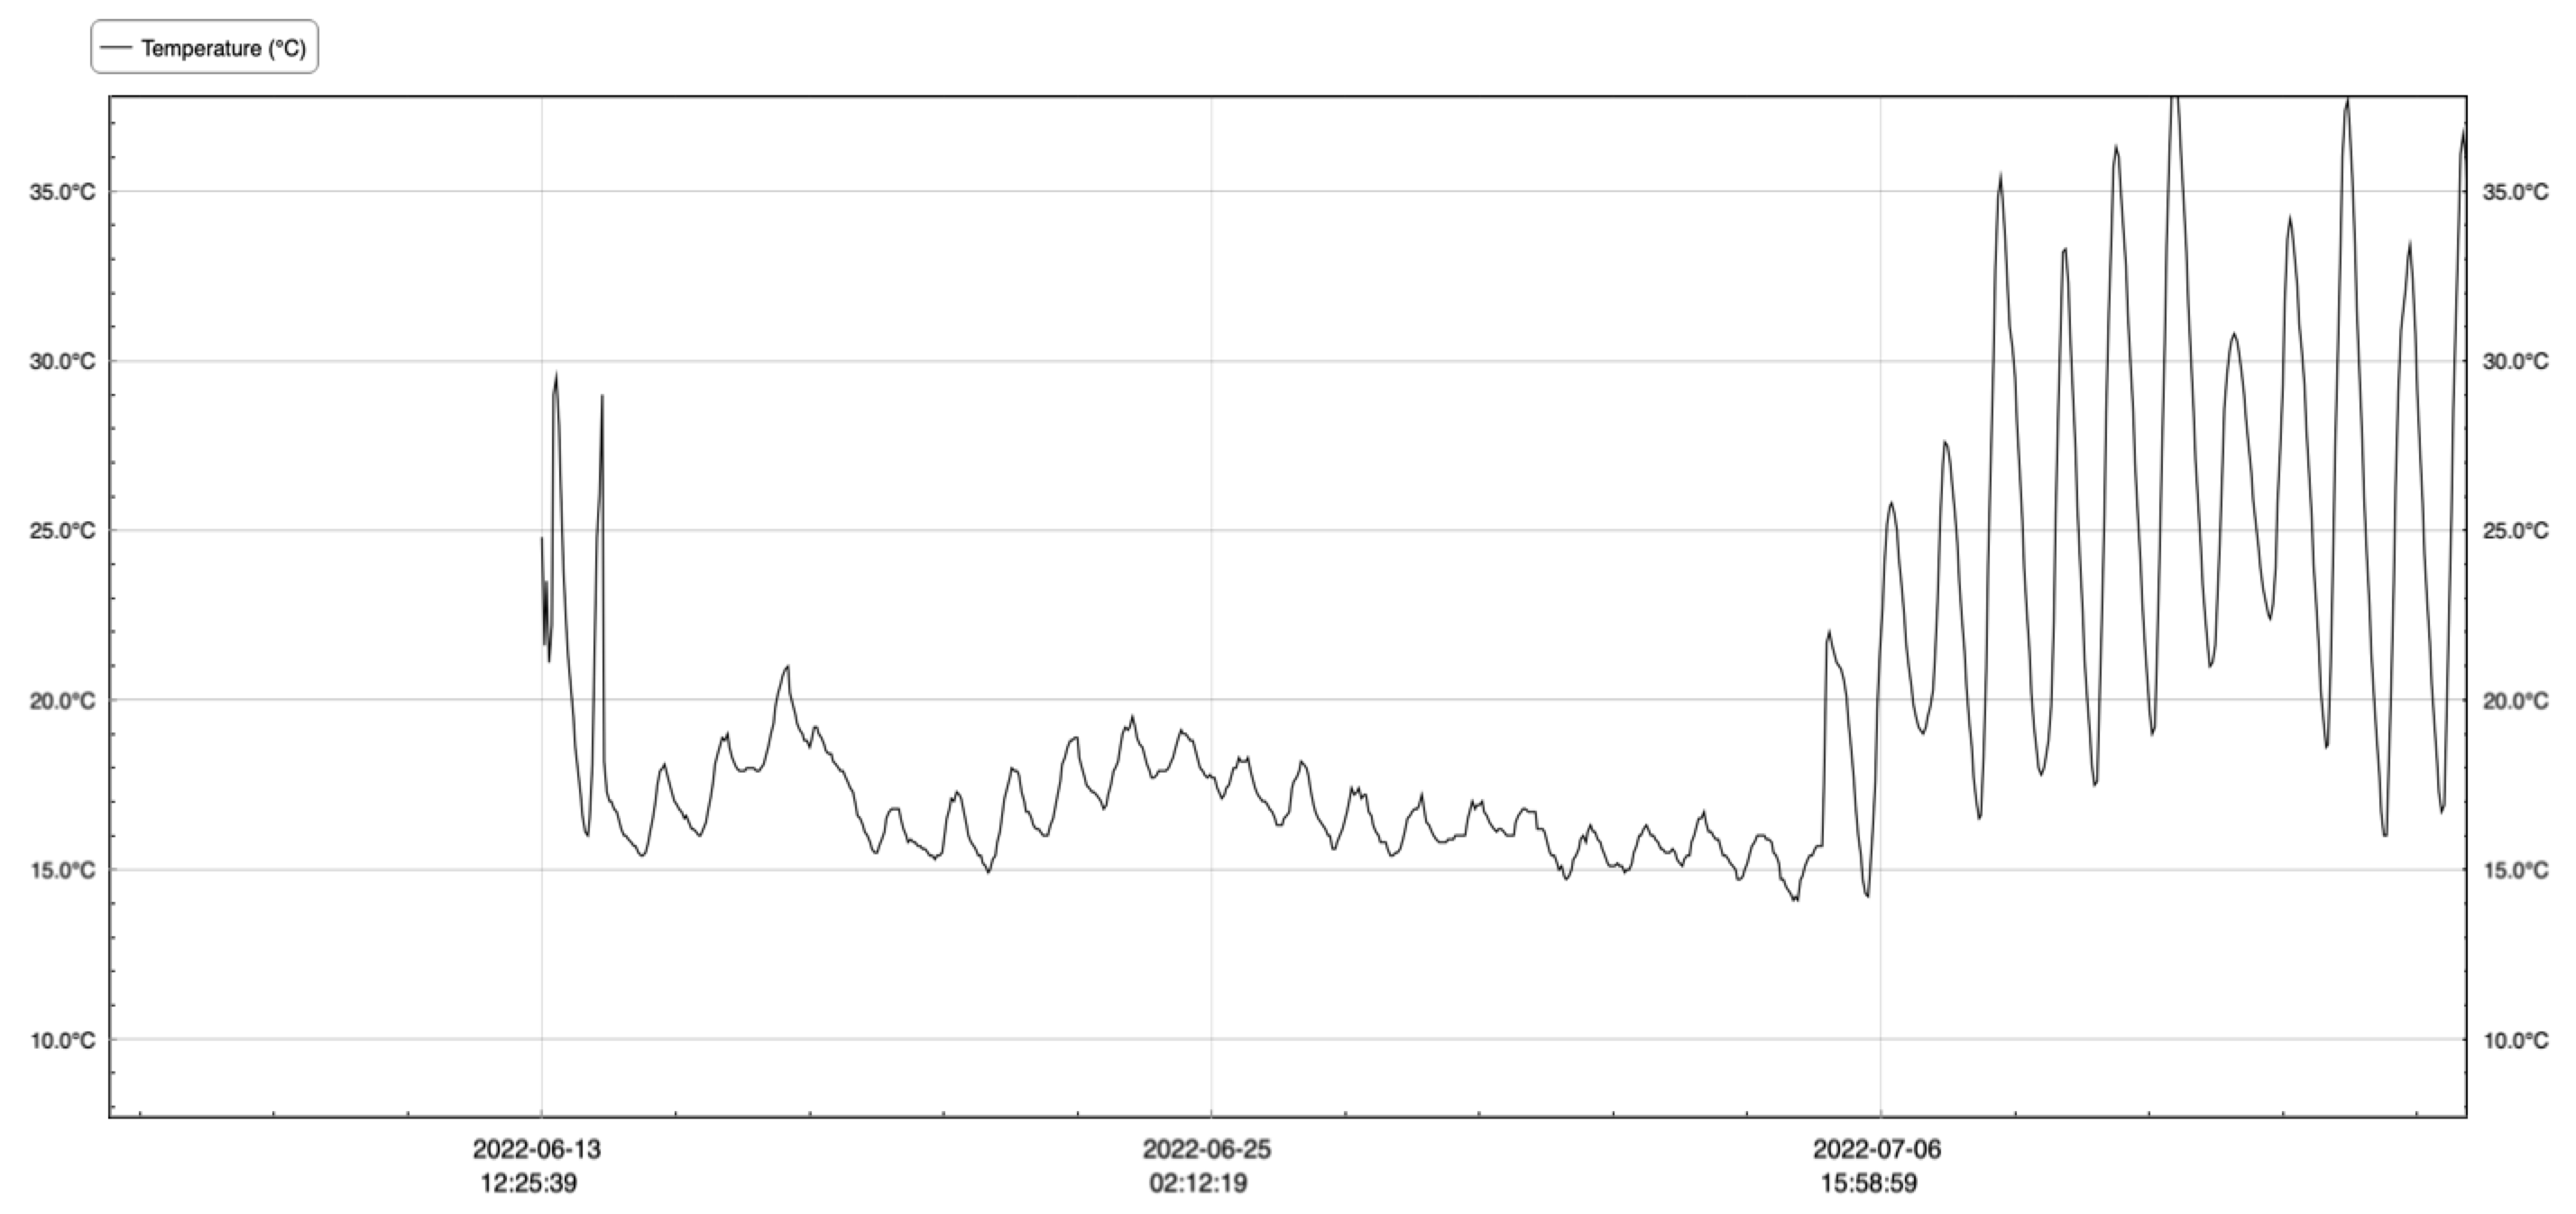 Temperature (°C)
35.0°C 35.0°C
30.0°C 30.0°C
25.0°C 25.0°C
20.0°C 20.0°C
15.0°C 15.0°C
10.0°C 10.0°C
2022-06-13 2022-06-25 2022-07-06
12:25:39 02:12:19 15:58:59